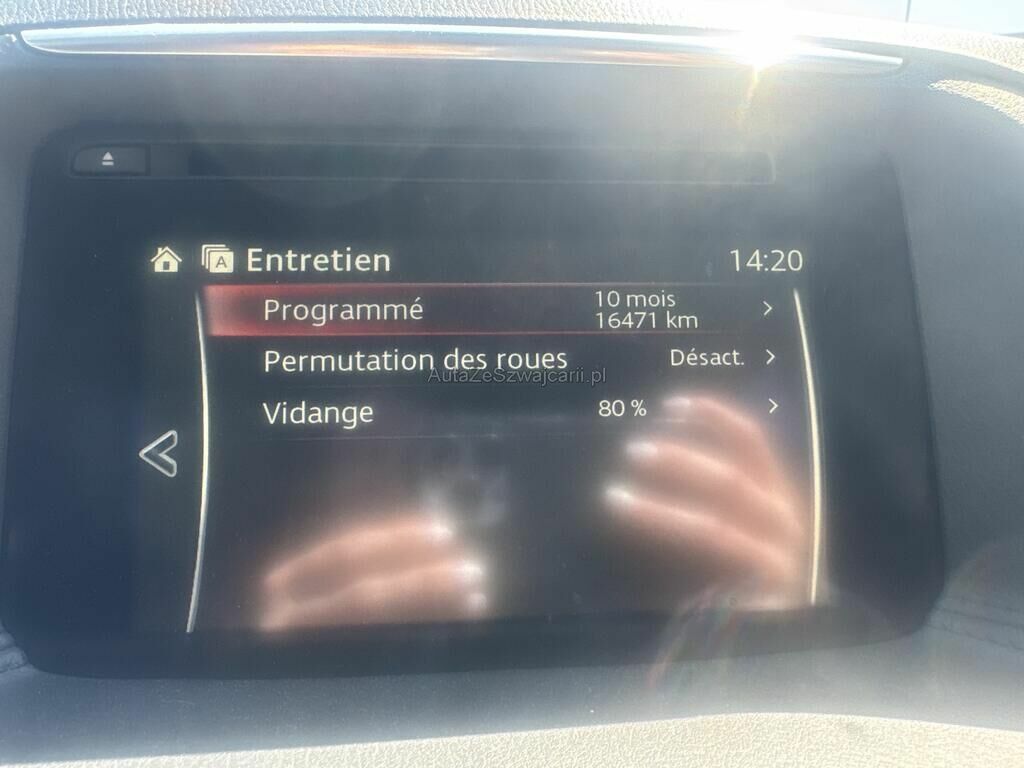 A Entretien 14:20
Programmé 10 mois
16471 km
Permutation des roues Désact.
AutaZeSzwajcarii.pl
Vidange 80 %